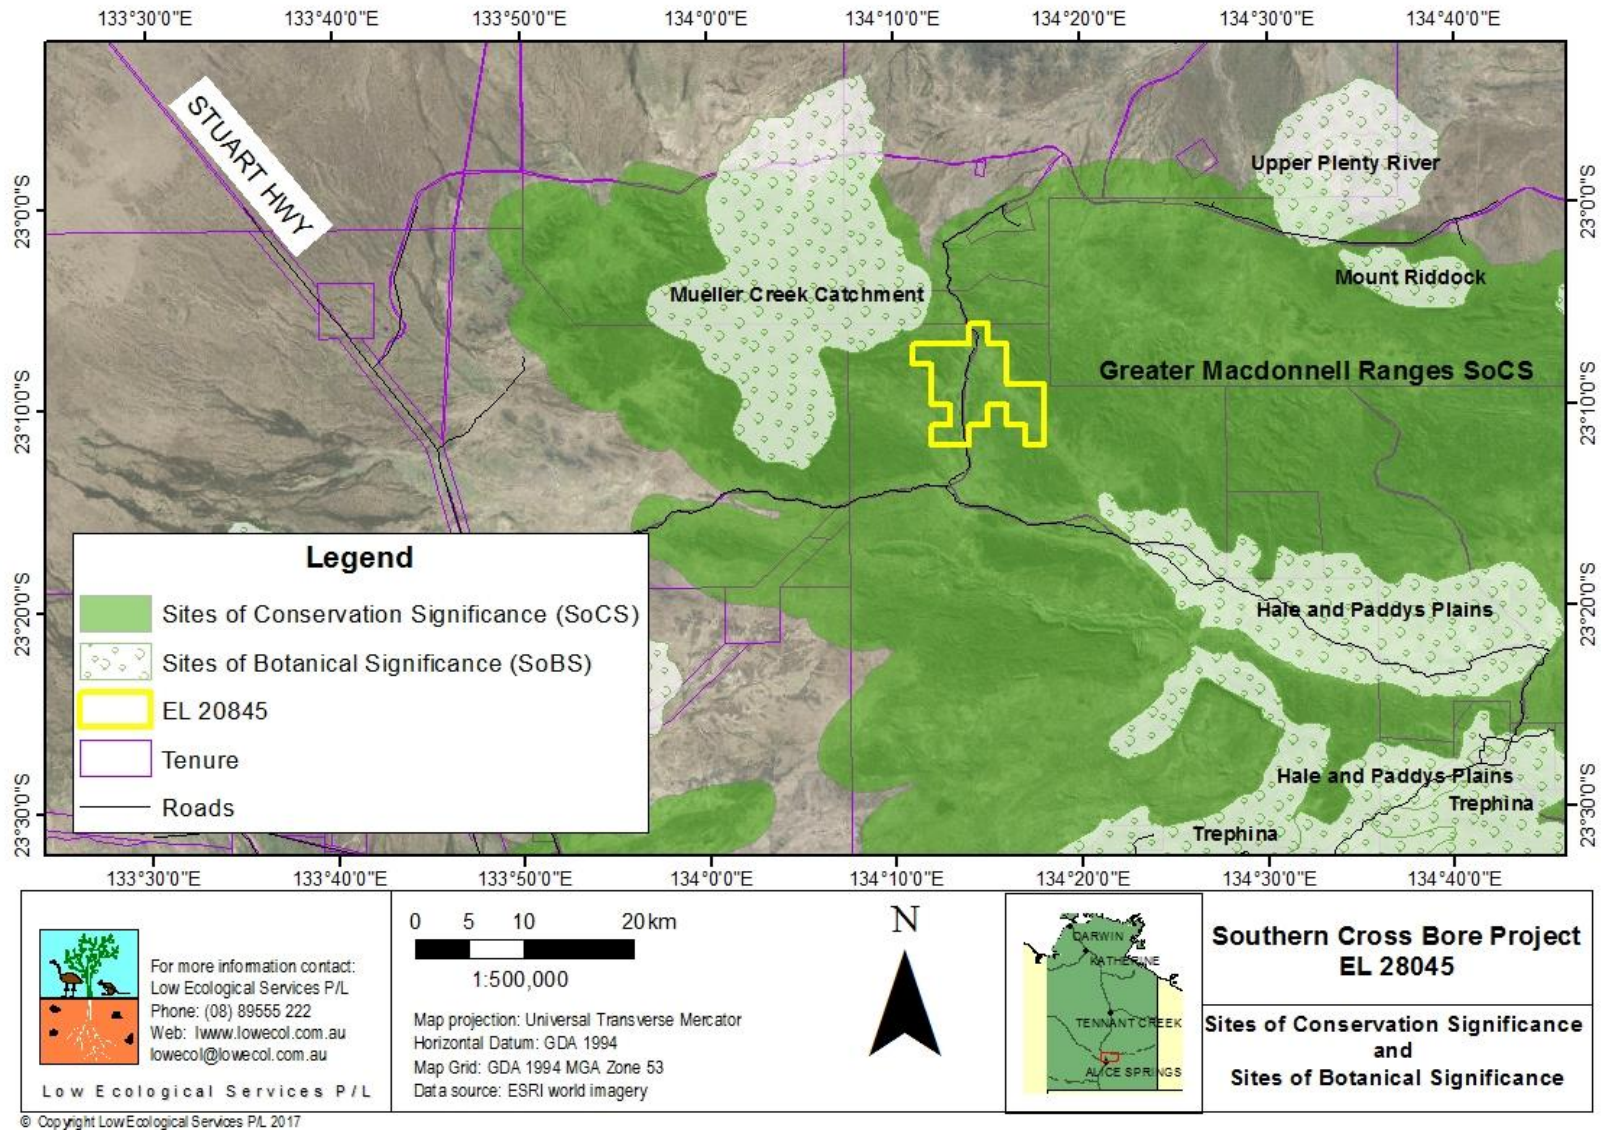 133°30'0"E 133°40'0"E 133°50'0"E 134°0'0"E 134°10'0"E 134°20'0"E 134°30'0"E 134°40'0"E
STUART HWY
Upper Plenty River
23°0'0"S 23°0'0"S
Mount Riddock
Mueller Creek Catchment
Greater Macdonnell Ranges SoCS
23°10'0"S 23°10'0"S
Legend
Sites of Conservation Significance (SoCS)
Sites of Botanical Significance (SoBS)
EL 20845
Tenure
Roads
23°20'0"S 23°20'0"S
Hale and Paddys Plains
Hale and Paddys Plains
Trephina
Trephina
23°30'0"S 23°30'0"S
133°30'0"E 133°40'0"E 133°50'0"E 134°0'0"E 134°10'0"E 134°20'0"E 134°30'0"E 134°40'0"E
For more information contact:
Low Ecological Services P/L
Phone: (08) 89555 222
Web: lwww.lowecol.com.au
lowecol@lowecol.com.au
Low Ecological Services P/L
0 5 10 20 km
1:500,000
Map projection: Universal Transverse Mercator
Horizontal Datum: GDA 1994
Map Grid: GDA 1994 MGA Zone 53
Data source: ESRI world imagery
N
DARWIN
KATHERINE
TENNANT CREEK
ALICE SPRINGS
Southern Cross Bore Project
EL 28045
Sites of Conservation Significance
and
Sites of Botanical Significance
© Copyright Low Ecological Services P/L 2017